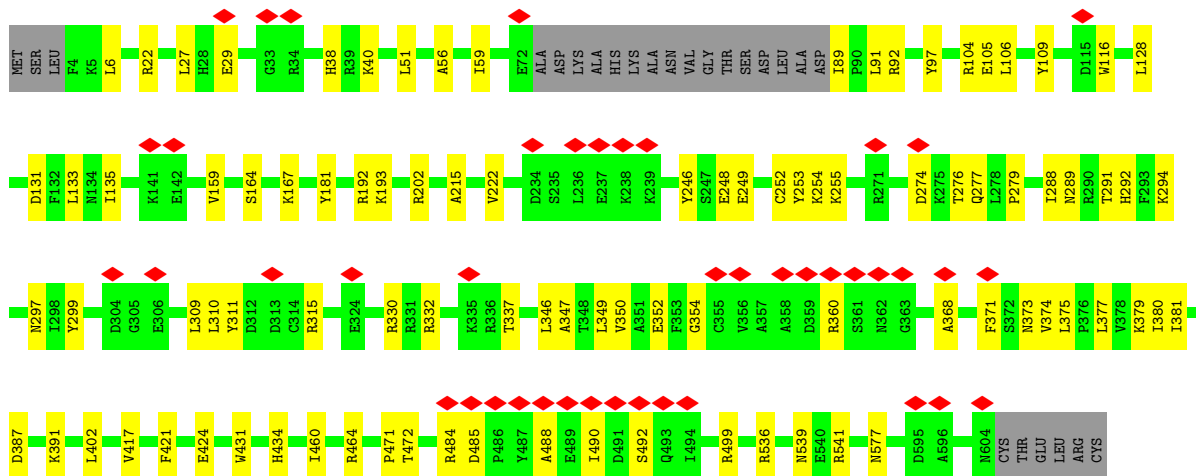 MET SER LEU F4 K5 L6 R22 L27 H28 E29 G33 R34 H38 R39 K40 L51 A56 I59 E72 ALA ASP LYS ALA HIS LYS ALA ASN VAL GLY THR SER ASP LEU ALA ASP I89 P90 L91 R92 Y97 R104 E105 L106 Y109 D115 W116 L128
D131 F132 L133 N134 I135 K141 E142 V159 S164 K167 Y181 R192 K193 R202 A215 V222 D234 S235 L236 E237 K238 K239 Y246 S247 E248 E249 C252 Y253 K254 K255 R271 D274 K275 T276 Q277 L278 P279 I288 N289 R290 T291 H292 F293 K294
N297 I298 Y299 D304 G305 E306 L309 L310 Y311 D312 D313 C314 R315 E324 R330 R331 R332 K335 R336 T337 L346 A347 T348 L349 V350 A351 E352 F353 G354 C355 V356 A357 A358 D359 R360 S361 N362 G363 A368 F371 S372 N373 V374 L375 P376 L377 V378 K379 I380 I381
D387 K391 L402 V417 F421 E424 W431 H434 I460 R464 P471 T472 R484 D485 P486 Y487 A488 E489 I490 D491 S492 Q493 I494 R499 R536 N539 E540 R541 N577 D595 A596 N604 CYS THR GLU LEU ARG CYS